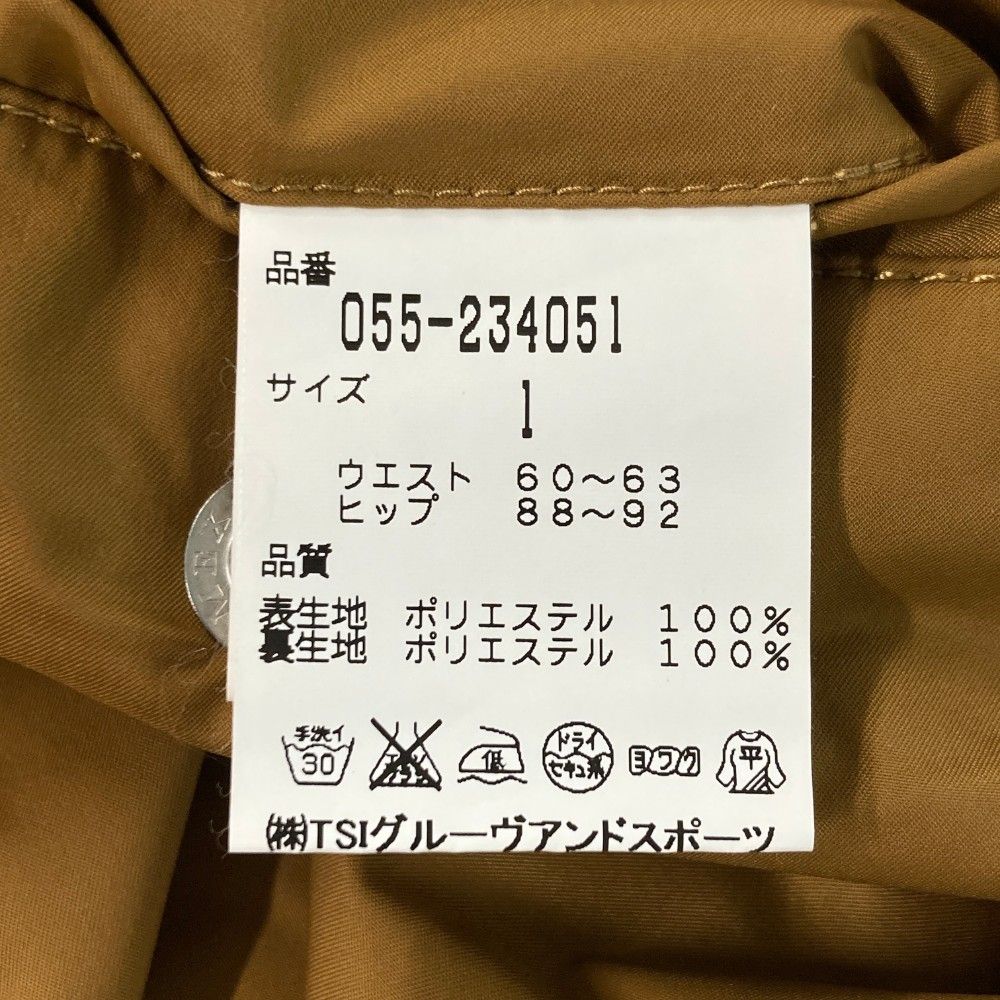 品番
055-234051
サイズ
1
ウエスト 60～63
ヒップ 88～92
品質
表生地 ポリエステル 100%
裏生地 ポリエステル 100%
手洗イ
30
低
ドライ
セキユ系
ヨワク
平
㈱TSIグルーヴアンドスポーツ